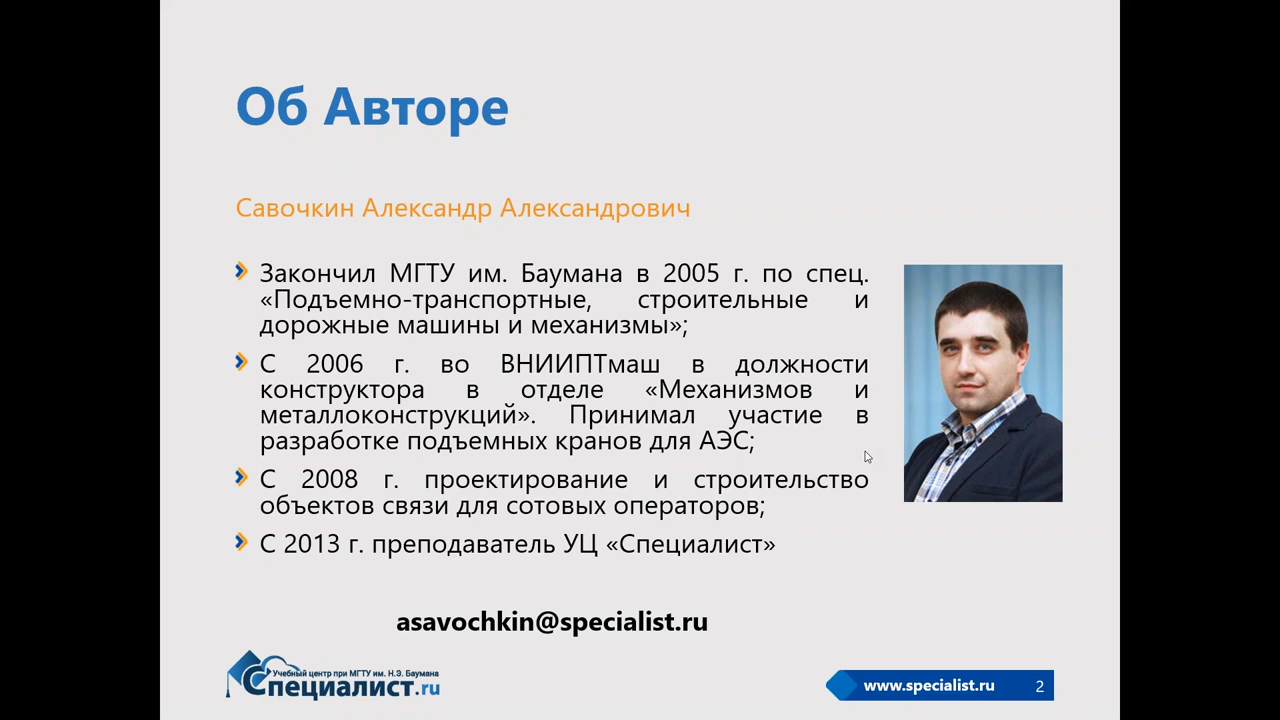 Об Авторе
Савочкин Александр Александрович
Закончил МГТУ им. Баумана в 2005 г. по спец.
«Подъемно-транспортные, строительные и
дорожные машины и механизмы»;
С 2006 г. во ВНИИПТмаш в должности
конструктора в отделе «Механизмов и
металлоконструкций». Принимал участие в
разработке подъемных кранов для АЭС;
С 2008 г. проектирование и строительство
объектов связи для сотовых операторов;
С 2013 г. преподаватель УЦ «Специалист»
asavochkin@specialist.ru
Учебный центр при МГТУ им. Н.Э. Баумана
Специалист.ru
www.specialist.ru 2